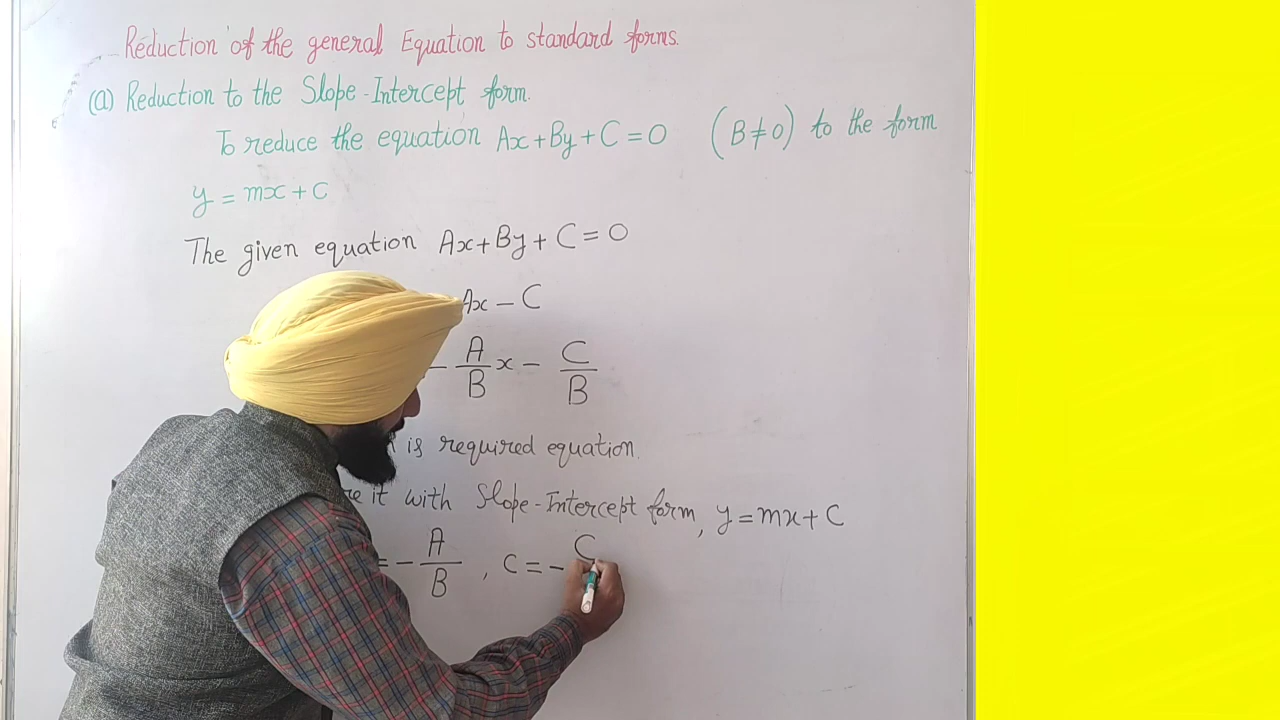 Reduction of the general Equation to standard forms.
(a) Reduction to the Slope-Intercept form.
To reduce the equation Ax+By+C=0 (B≠0) to the form
y = mx + C
The given equation Ax+By+C=0
Ax - C
- A/B x - C/B
is required equation.
it with Slope-Intercept form, y=mx+C
= - A/B , C = - C